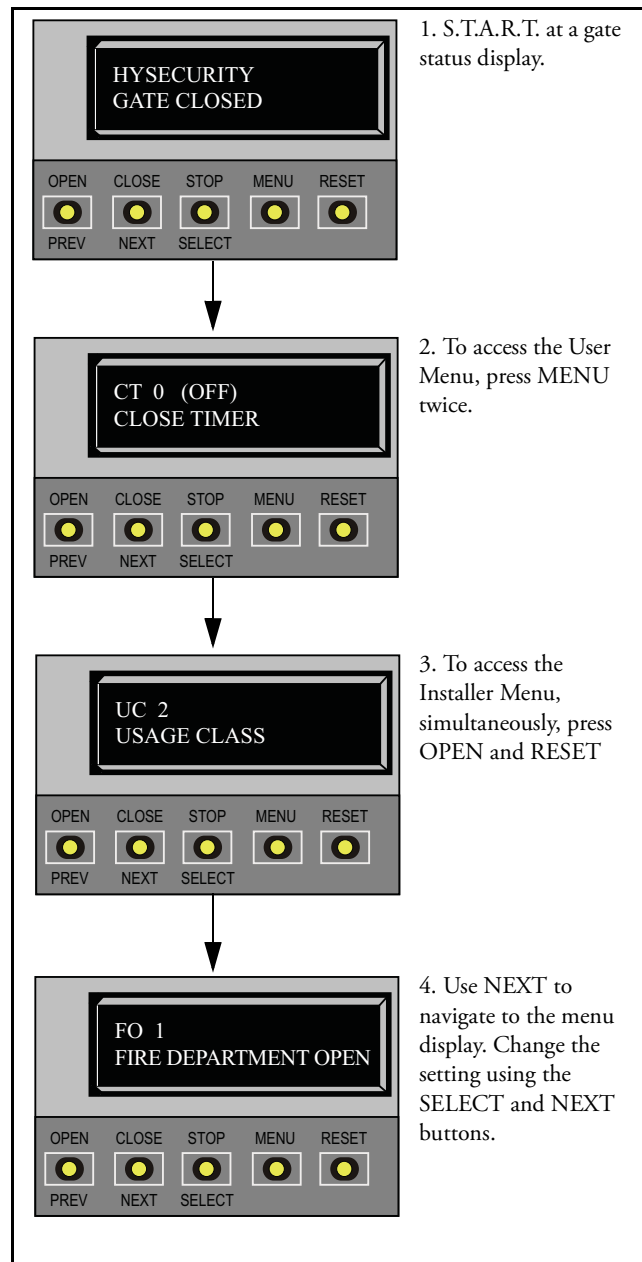 HYSECURITY
GATE CLOSED
OPEN CLOSE STOP MENU RESET
PREV NEXT SELECT
1. S.T.A.R.T. at a gate
status display.
CT 0 (OFF)
CLOSE TIMER
OPEN CLOSE STOP MENU RESET
PREV NEXT SELECT
2. To access the User
Menu, press MENU
twice.
UC 2
USAGE CLASS
OPEN CLOSE STOP MENU RESET
PREV NEXT SELECT
3. To access the
Installer Menu,
simultaneously, press
OPEN and RESET
FO 1
FIRE DEPARTMENT OPEN
OPEN CLOSE STOP MENU RESET
PREV NEXT SELECT
4. Use NEXT to
navigate to the menu
display. Change the
setting using the
SELECT and NEXT
buttons.